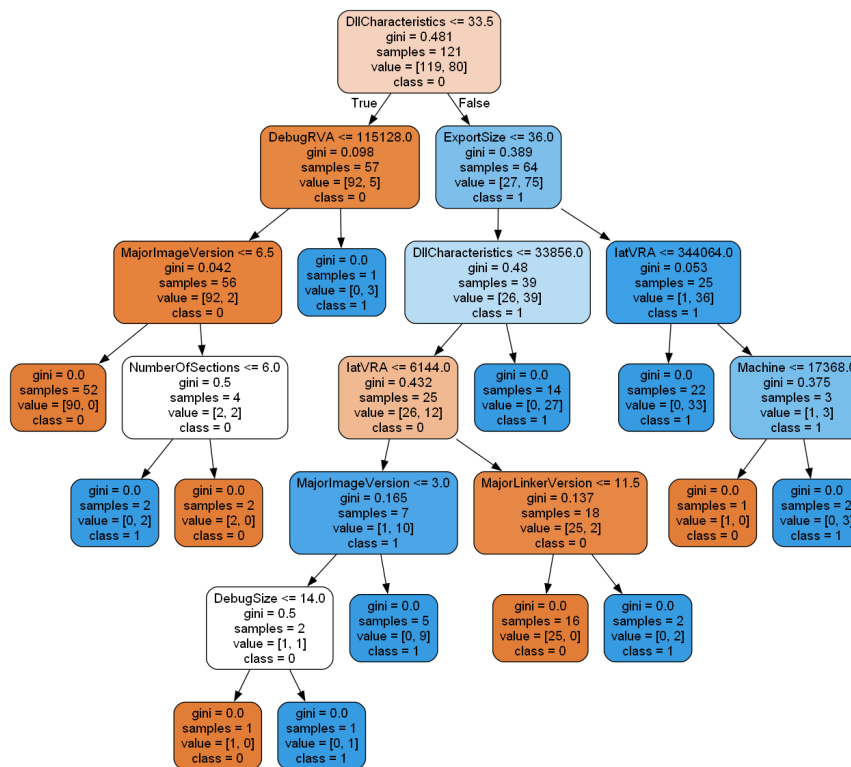 DllCharacteristics <= 33.5
gini = 0.481
samples = 121
value = [119, 80]
class = 0
True
False
DebugRVA <= 115128.0
gini = 0.098
samples = 57
value = [92, 5]
class = 0
ExportSize <= 36.0
gini = 0.389
samples = 64
value = [27, 75]
class = 1
MajorImageVersion <= 6.5
gini = 0.042
samples = 56
value = [92, 2]
class = 0
gini = 0.0
samples = 1
value = [0, 3]
class = 1
DllCharacteristics <= 33856.0
gini = 0.48
samples = 39
value = [26, 39]
class = 1
IatVRA <= 344064.0
gini = 0.053
samples = 25
value = [1, 36]
class = 1
gini = 0.0
samples = 52
value = [90, 0]
class = 0
NumberOfSections <= 6.0
gini = 0.5
samples = 4
value = [2, 2]
class = 0
IatVRA <= 6144.0
gini = 0.432
samples = 25
value = [26, 12]
class = 0
gini = 0.0
samples = 14
value = [0, 27]
class = 1
gini = 0.0
samples = 22
value = [0, 33]
class = 1
Machine <= 17368.0
gini = 0.375
samples = 3
value = [1, 3]
class = 1
gini = 0.0
samples = 2
value = [0, 2]
class = 1
gini = 0.0
samples = 2
value = [2, 0]
class = 0
MajorImageVersion <= 3.0
gini = 0.165
samples = 7
value = [1, 10]
class = 1
MajorLinkerVersion <= 11.5
gini = 0.137
samples = 18
value = [25, 2]
class = 0
gini = 0.0
samples = 1
value = [1, 0]
class = 0
gini = 0.0
samples = 2
value = [0, 3]
class = 1
DebugSize <= 14.0
gini = 0.5
samples = 2
value = [1, 1]
class = 0
gini = 0.0
samples = 5
value = [0, 9]
class = 1
gini = 0.0
samples = 16
value = [25, 0]
class = 0
gini = 0.0
samples = 2
value = [0, 2]
class = 1
gini = 0.0
samples = 1
value = [1, 0]
class = 0
gini = 0.0
samples = 1
value = [0, 1]
class = 1